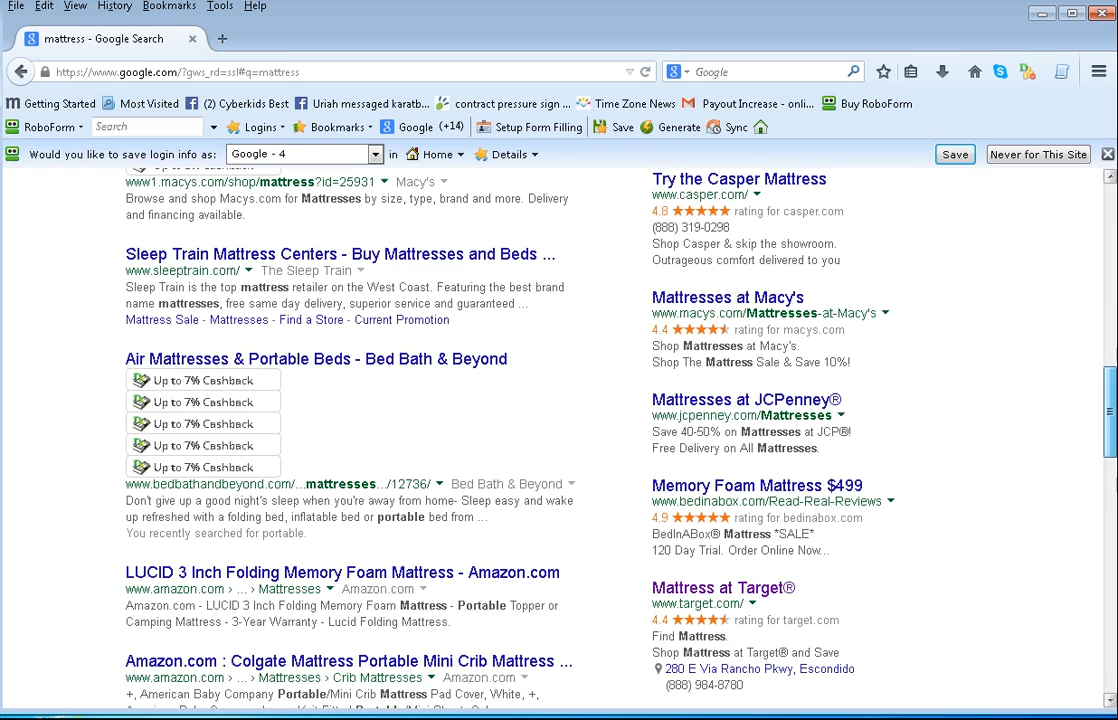 File Edit View History Bookmarks Tools Help
mattress - Google Search
https://www.google.com/?gws_rd=ssl#q=mattress
Google
Getting Started Most Visited (2) Cyberkids Best Uriah messaged karatb... contract pressure sign ... Time Zone News Payout Increase - onli... Buy RoboForm
RoboForm Search Logins Bookmarks Google (+14) Setup Form Filling Save Generate Sync
Would you like to save login info as: Google - 4 in Home Details Save Never for This Site
www1.macys.com/shop/mattress?id=25931 Macy's
Browse and shop Macys.com for Mattresses by size, type, brand and more. Delivery
and financing available.
Sleep Train Mattress Centers - Buy Mattresses and Beds ...
www.sleeptrain.com/ The Sleep Train
Sleep Train is the top mattress retailer on the West Coast. Featuring the best brand
name mattresses, free same day delivery, superior service and guaranteed ...
Mattress Sale - Mattresses - Find a Store - Current Promotion
Air Mattresses & Portable Beds - Bed Bath & Beyond
Up to 7% Cashback
Up to 7% Cashback
Up to 7% Cashback
Up to 7% Cashback
Up to 7% Cashback
www.bedbathandbeyond.com/...mattresses.../12736/ Bed Bath & Beyond
Don't give up a good night's sleep when you're away from home- Sleep easy and wake
up refreshed with a folding bed, inflatable bed or portable bed from ...
You recently searched for portable.
LUCID 3 Inch Folding Memory Foam Mattress - Amazon.com
www.amazon.com › ... › Mattresses Amazon.com
Amazon.com - LUCID 3 Inch Folding Memory Foam Mattress - Portable Topper or
Camping Mattress - 3-Year Warranty - Lucid Folding Mattress.
Amazon.com : Colgate Mattress Portable Mini Crib Mattress ...
www.amazon.com › ... › Mattresses › Crib Mattresses Amazon.com
+, American Baby Company Portable/Mini Crib Mattress Pad Cover, White, +,
Try the Casper Mattress
www.casper.com/
4.8 ★★★★★ rating for casper.com
(888) 319-0298
Shop Casper & skip the showroom.
Outrageous comfort delivered to you
Mattresses at Macy's
www.macys.com/Mattresses-at-Macy's
4.4 ★★★★★ rating for macys.com
Shop Mattresses at Macy's.
Shop The Mattress Sale & Save 10%!
Mattresses at JCPenney®
www.jcpenney.com/Mattresses
Save 40-50% on Mattresses at JCP®!
Free Delivery on All Mattresses.
Memory Foam Mattress $499
www.bedinabox.com/Read-Real-Reviews
4.9 ★★★★★ rating for bedinabox.com
BedInABox® Mattress *SALE*
120 Day Trial. Order Online Now...
Mattress at Target®
www.target.com/
4.4 ★★★★★ rating for target.com
Find Mattress.
Shop Mattress at Target® and Save
280 E Via Rancho Pkwy, Escondido
(888) 984-8780